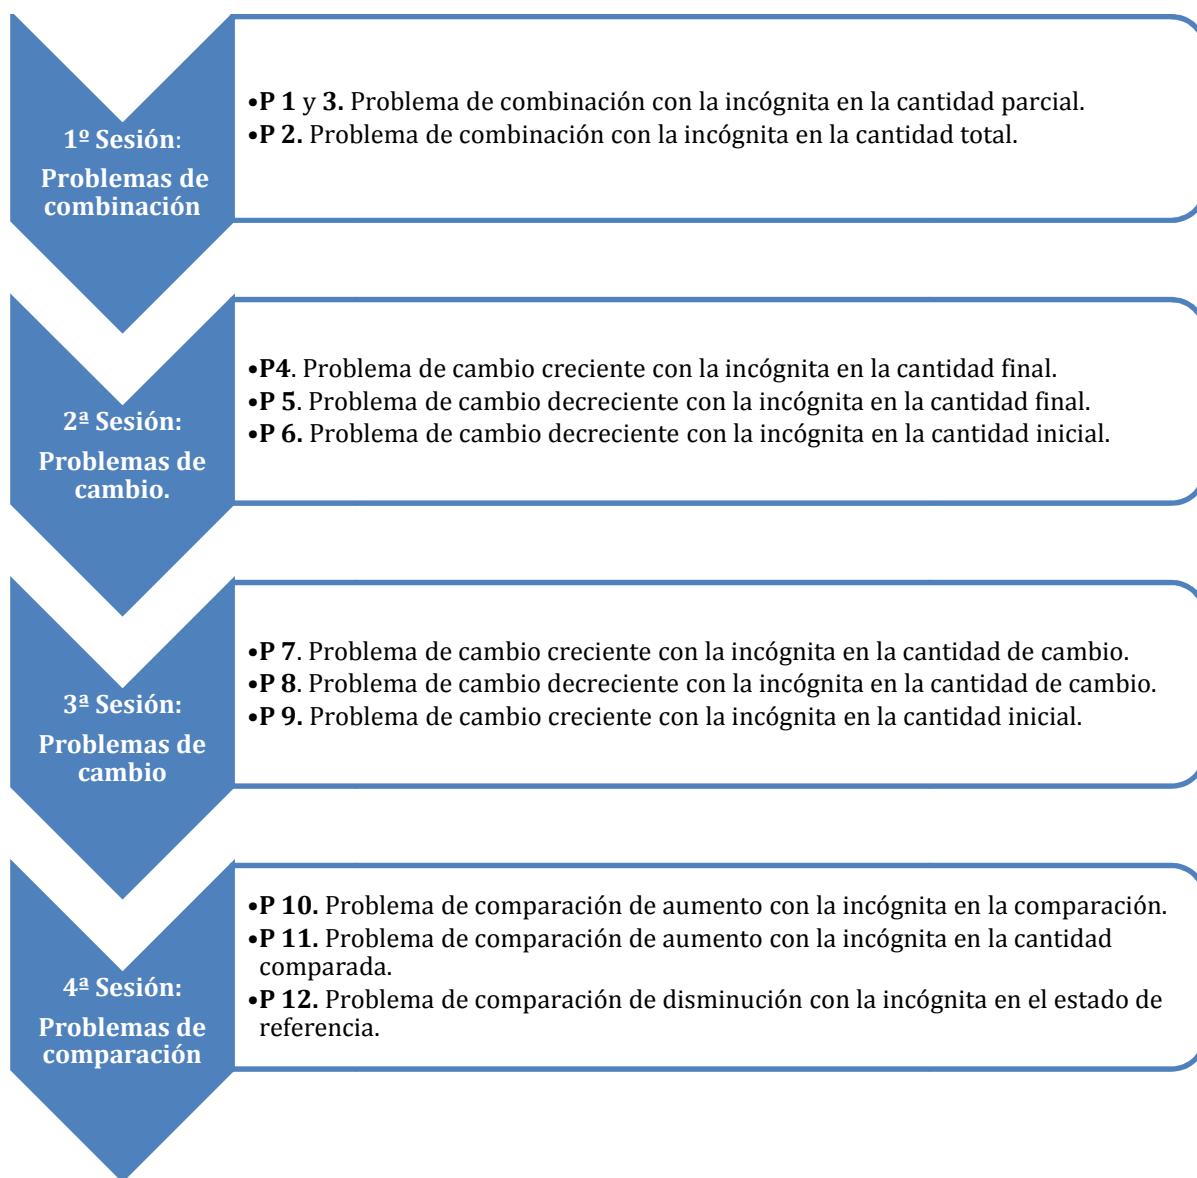 1º Sesión:
Problemas de
combinación
•P 1 y 3. Problema de combinación con la incógnita en la cantidad parcial.
•P 2. Problema de combinación con la incógnita en la cantidad total.
2ª Sesión:
Problemas de
cambio.
•P4. Problema de cambio creciente con la incógnita en la cantidad final.
•P 5. Problema de cambio decreciente con la incógnita en la cantidad final.
•P 6. Problema de cambio decreciente con la incógnita en la cantidad inicial.
3ª Sesión:
Problemas de
cambio
•P 7. Problema de cambio creciente con la incógnita en la cantidad de cambio.
•P 8. Problema de cambio decreciente con la incógnita en la cantidad de cambio.
•P 9. Problema de cambio creciente con la incógnita en la cantidad inicial.
4ª Sesión:
Problemas de
comparación
•P 10. Problema de comparación de aumento con la incógnita en la comparación.
•P 11. Problema de comparación de aumento con la incógnita en la cantidad
comparada.
•P 12. Problema de comparación de disminución con la incógnita en el estado de
referencia.